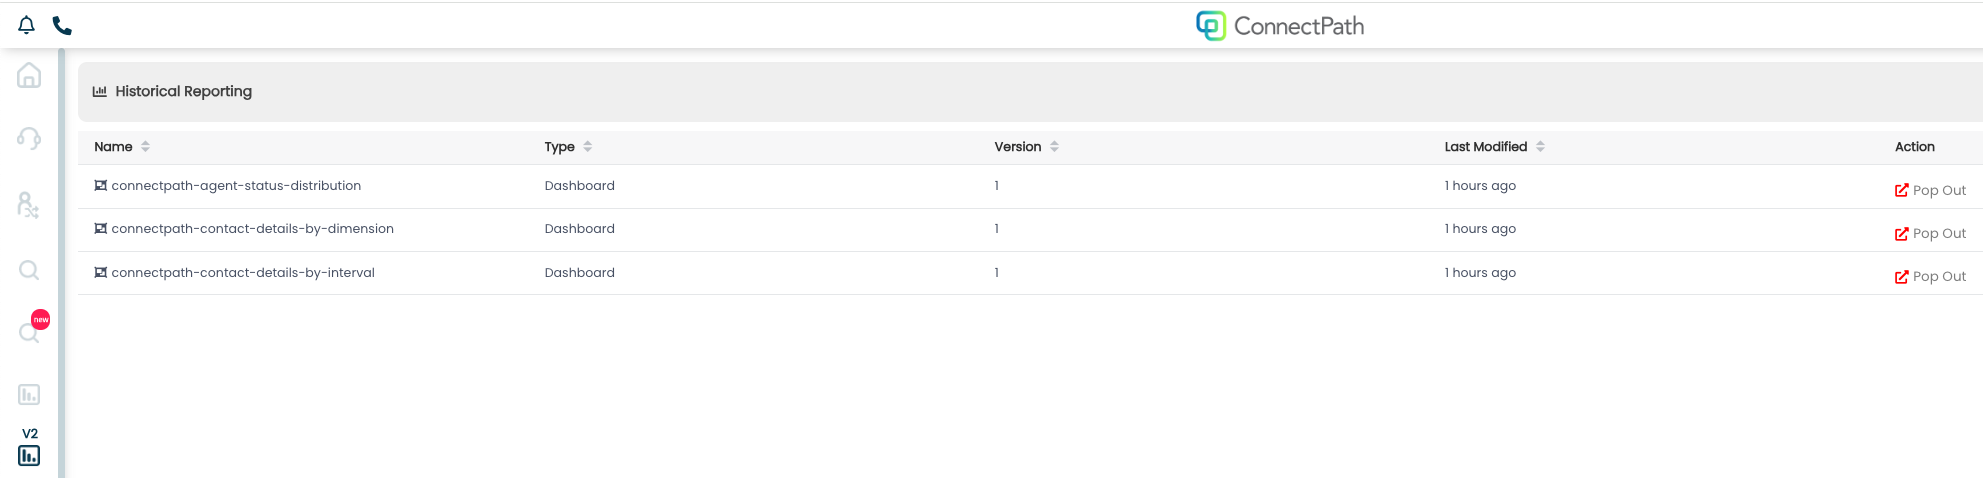 ConnectPath
Historical Reporting
Name Type Version Last Modified Action
connectpath-agent-status-distribution Dashboard 1 1 hours ago Pop Out
connectpath-contact-details-by-dimension Dashboard 1 1 hours ago Pop Out
connectpath-contact-details-by-interval Dashboard 1 1 hours ago Pop Out
new
V2